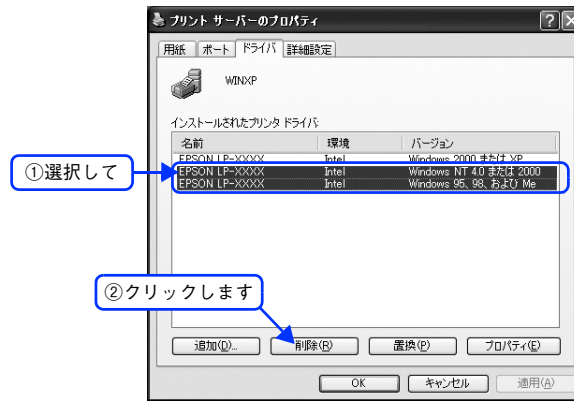 プリント サーバーのプロパティ
用紙 ポート ドライバ 詳細設定
WINXP
インストールされたプリンタ ドライバ:
名前 環境 バージョン
EPSON LP-XXXX Intel Windows 2000 または XP
EPSON LP-XXXX Intel Windows NT 4.0 または 2000
EPSON LP-XXXX Intel Windows 95、98、および Me
①選択して
②クリックします
追加(D)... 削除(R) 置換(P) プロパティ(E)
OK キャンセル 適用(A)